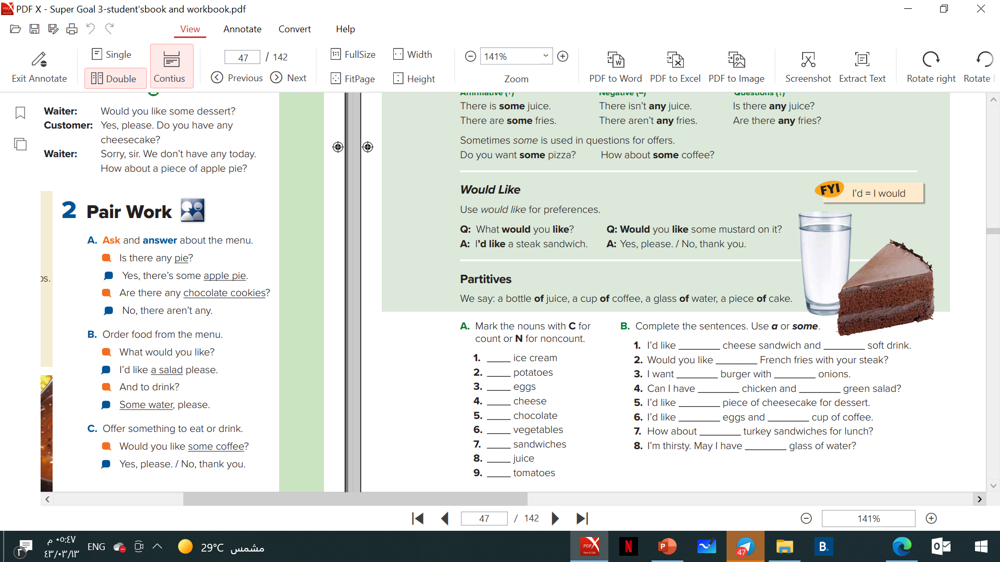 PDF X - Super Goal 3-student'sbook and workbook.pdf
View
Annotate
Convert
Help
Exit Annotate
Single
Double
Contius
47 / 142
Previous
Next
FullSize
Width
FitPage
Height
141%
Zoom
PDF to Word
PDF to Excel
PDF to Image
Screenshot
Extract Text
Rotate right
Rotate l
Waiter: Would you like some dessert?
Customer: Yes, please. Do you have any
cheesecake?
Waiter: Sorry, sir. We don't have any today.
How about a piece of apple pie?
os.
2 Pair Work
A. Ask and answer about the menu.
Is there any pie?
Yes, there's some apple pie.
Are there any chocolate cookies?
No, there aren't any.
B. Order food from the menu.
What would you like?
I'd like a salad please.
And to drink?
Some water, please.
C. Offer something to eat or drink.
Would you like some coffee?
Yes, please. / No, thank you.
Affirmative (+) Negative (–) Questions (?)
There is some juice. There isn't any juice. Is there any juice?
There are some fries. There aren't any fries. Are there any fries?
Sometimes some is used in questions for offers.
Do you want some pizza? How about some coffee?
Would Like
FYI I'd = I would
Use would like for preferences.
Q: What would you like? Q: Would you like some mustard on it?
A: I'd like a steak sandwich. A: Yes, please. / No, thank you.
Partitives
We say: a bottle of juice, a cup of coffee, a glass of water, a piece of cake.
A. Mark the nouns with C for
count or N for noncount.
1. _____ ice cream
2. _____ potatoes
3. _____ eggs
4. _____ cheese
5. _____ chocolate
6. _____ vegetables
7. _____ sandwiches
8. _____ juice
9. _____ tomatoes
B. Complete the sentences. Use a or some.
1. I'd like ________ cheese sandwich and ________ soft drink.
2. Would you like ________ French fries with your steak?
3. I want ________ burger with ________ onions.
4. Can I have ________ chicken and ________ green salad?
5. I'd like ________ piece of cheesecake for dessert.
6. I'd like ________ eggs and ________ cup of coffee.
7. How about ________ turkey sandwiches for lunch?
8. I'm thirsty. May I have ________ glass of water?
47 / 142
141%
٣
٠٥:٤٧ م
٤٣/٠٣/١٣
ENG
29°C مشمس
PDF X
View & Edit
N
P
47
B.
O